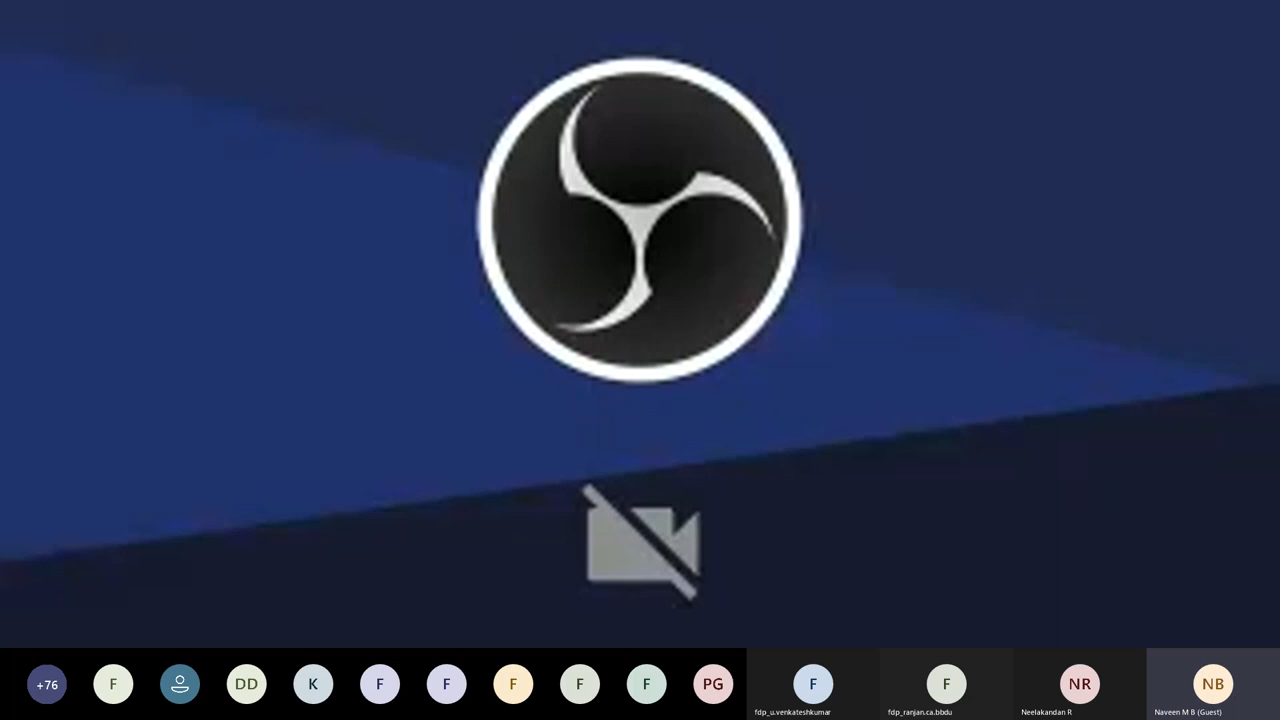 +76
F
DD
K
F
F
F
F
F
PG
F
fdp_u.venkateshkumar
F
fdp_ranjan.ca.bbdu
NR
Neelakandan R
NB
Naveen M B (Guest)